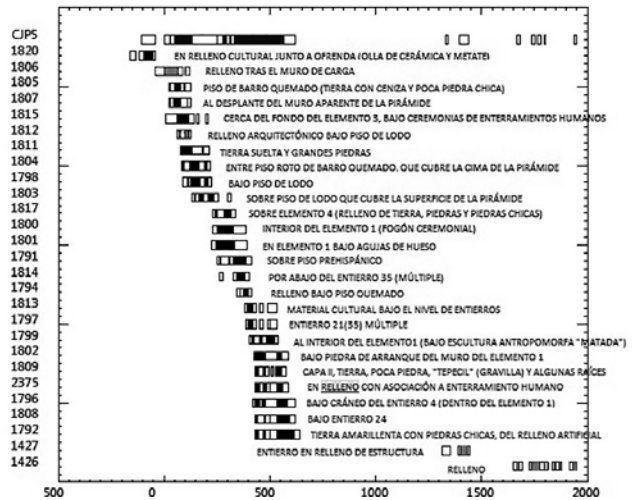 CJPS
1820 EN RELLENO CULTURAL JUNTO A OFRENDA (OLLA DE CERÁMICA Y METATE)
1806 RELLENO TRAS EL MURO DE CARGA
1805 PISO DE BARRO QUEMADO (TIERRA CON CENIZA Y POCA PIEDRA CHICA)
1807 AL DESPLANTE DEL MURO APARENTE DE LA PIRÁMIDE
1815 CERCA DEL FONDO DEL ELEMENTO 3, BAJO CEREMONIAS DE ENTERRAMIENTOS HUMANOS
1812 RELLENO ARQUITECTÓNICO BAJO PISO DE LODO
1811 TIERRA SUELTA Y GRANDES PIEDRAS
1804 ENTRE PISO ROTO DE BARRO QUEMADO. QUE CUBRE LA CIMA DE LA PIRÁMIDE
1798 BAJO PISO DE LODO
1803 SOBRE PISO DE LODO QUE CUBRE LA SUPERFICIE DE LA PIRÁMIDE
1817 SOBRE ELEMENTO 4 (RELLENO DE TIERRA, PIEDRAS Y PIEDRAS CHICAS)
1800 INTERIOR DEL ELEMENTO 1 (FOGÓN CEREMONIAL)
1801 EN ELEMENTO 1 BAJO AGUJAS DE HUESO
1791 SOBRE PISO PREHISPÁNICO
1814 POR ABAJO DEL ENTIERRO 35 (MÚLTIPLE)
1794 RELLENO BAJO PISO QUEMADO
1813 MATERIAL CULTURAL BAJO EL NIVEL DE ENTIERROS
1797 ENTIERRO 21(35) MÚLTIPLE
1799 AL INTERIOR DEL ELEMENTO1 (BAJO ESCULTURA ANTROPOMORFA "MATADA")
1802 BAJO PIEDRA DE ARRANQUE DEL MURO DEL ELEMENTO 1
1809 CAPA II, TIERRA, POCA PIEDRA, "TEPECIL" (GRAVILLA) Y ALGUNAS RAÍCES
2375 EN RELLENO CON ASOCIACIÓN A ENTERRAMIENTO HUMANO
1796 BAJO CRÁNEO DEL ENTIERRO 4 (DENTRO DEL ELEMENTO 1)
1808 BAJO ENTIERRO 24
1792 TIERRA AMARILLENTA CON PIEDRAS CHICAS, DEL RELLENO ARTIFICIAL
1427 ENTIERRO EN RELLENO DE ESTRUCTURA
1426 RELLENO
500 0 500 1000 1500 2000